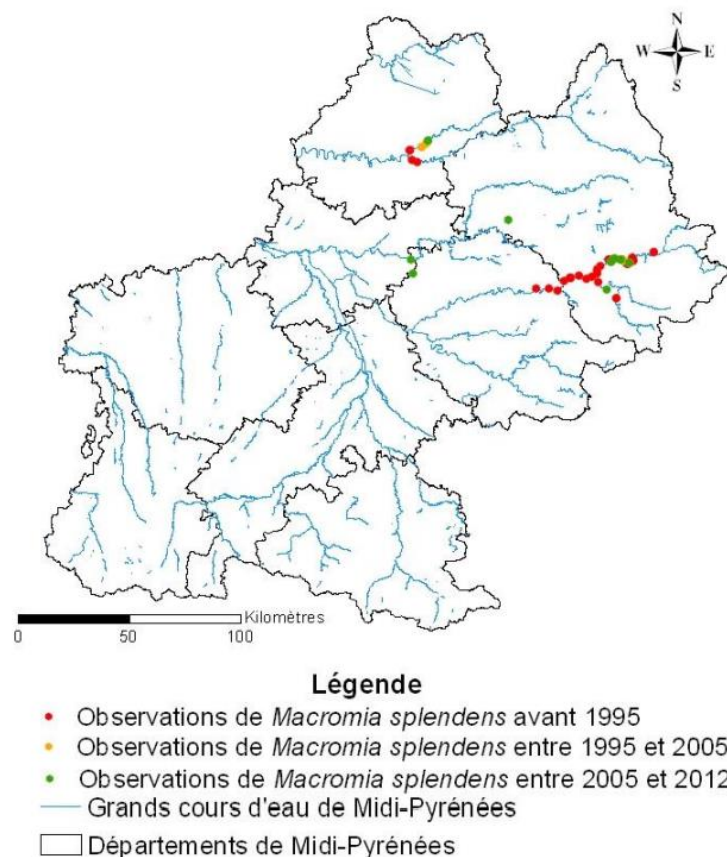 N
W E
S
Kilomètres
0 50 100
Légende
Observations de Macromia splendens avant 1995
Observations de Macromia splendens entre 1995 et 2005
Observations de Macromia splendens entre 2005 et 2012
Grands cours d'eau de Midi-Pyrénées
Départements de Midi-Pyrénées